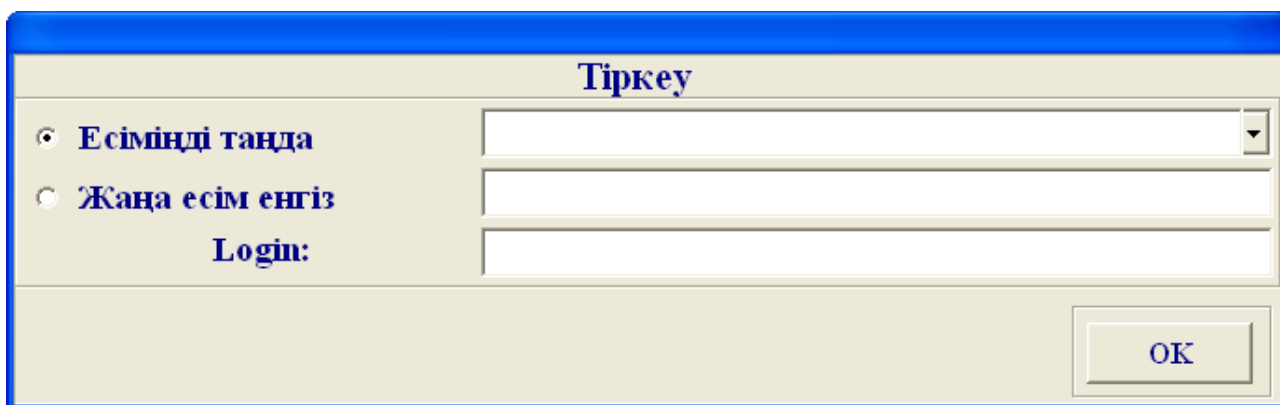 Тіркеу
Есіміңді таңда
Жаңа есім енгіз
Login:
OK